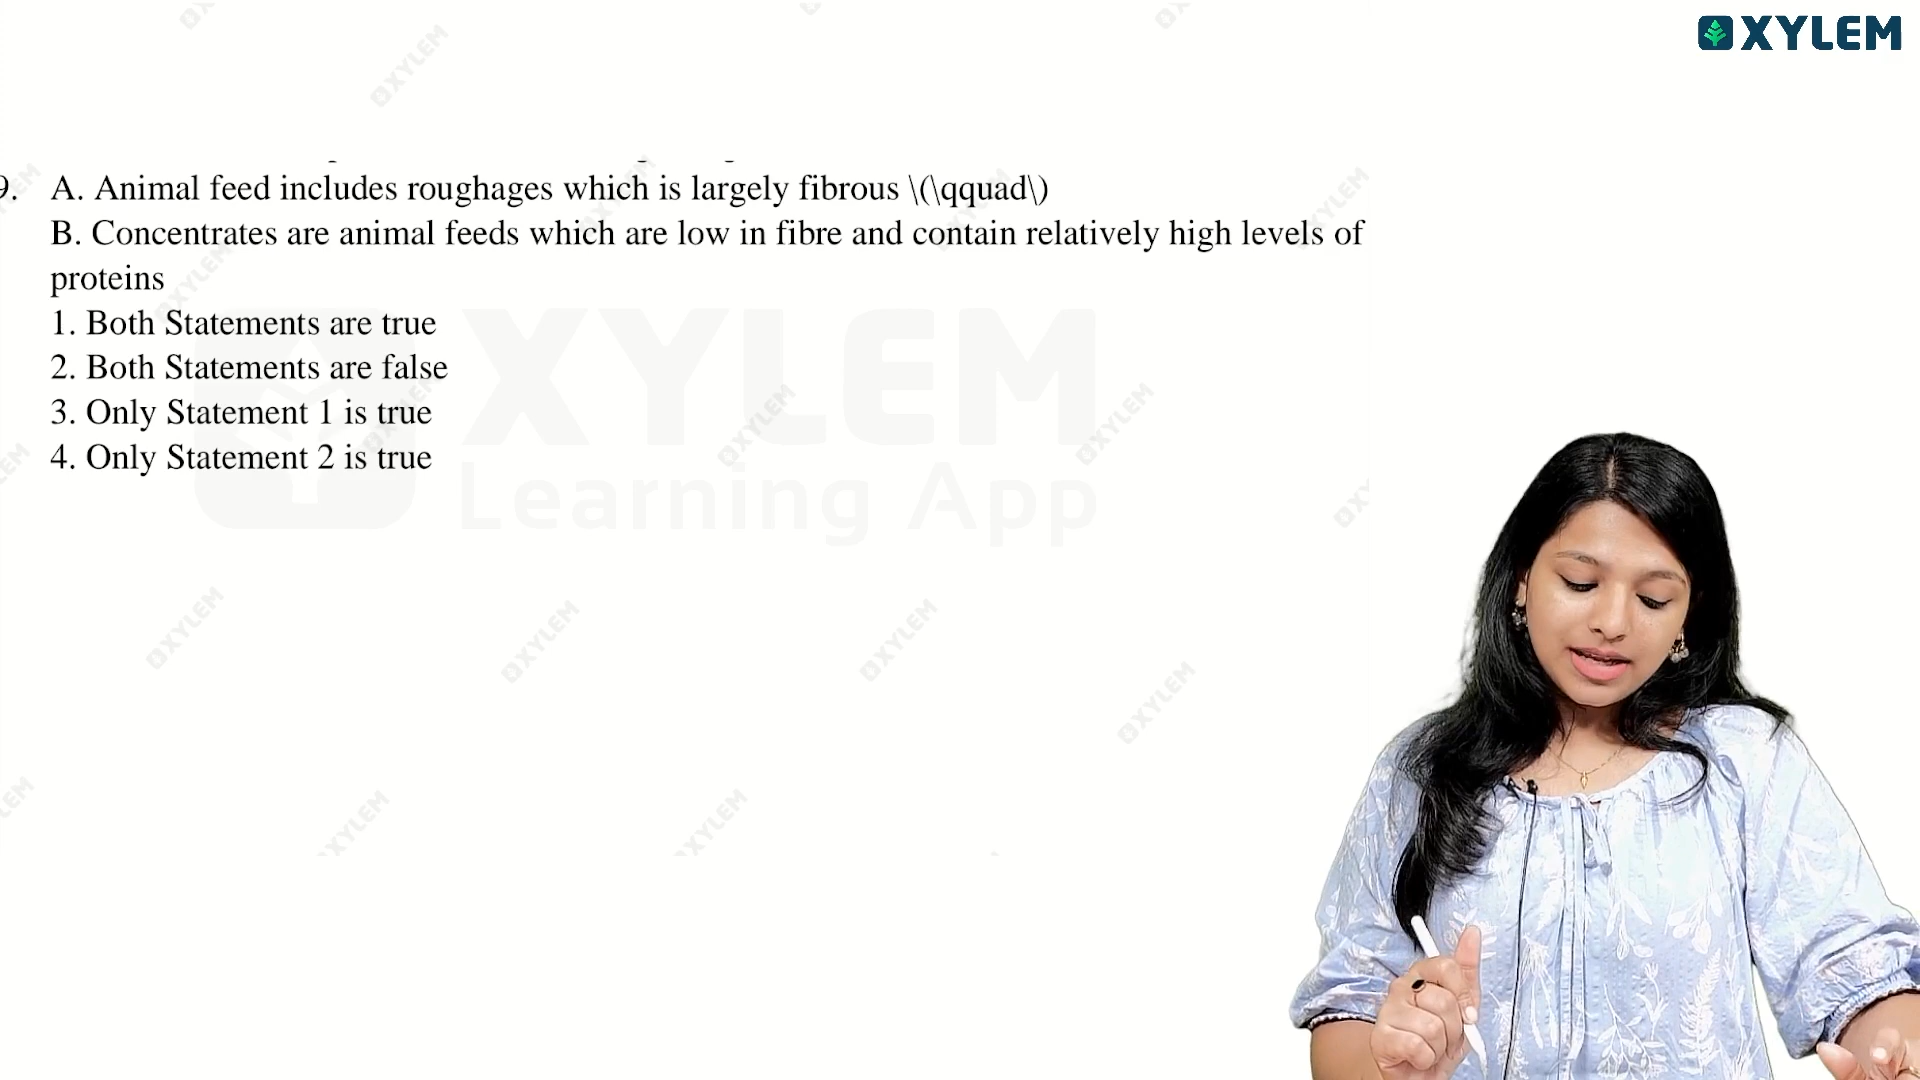 XYLEM
9. A. Animal feed includes roughages which is largely fibrous \(\qquad\)
B. Concentrates are animal feeds which are low in fibre and contain relatively high levels of
proteins
1. Both Statements are true
2. Both Statements are false
3. Only Statement 1 is true
4. Only Statement 2 is true
XYLEM
Learning App